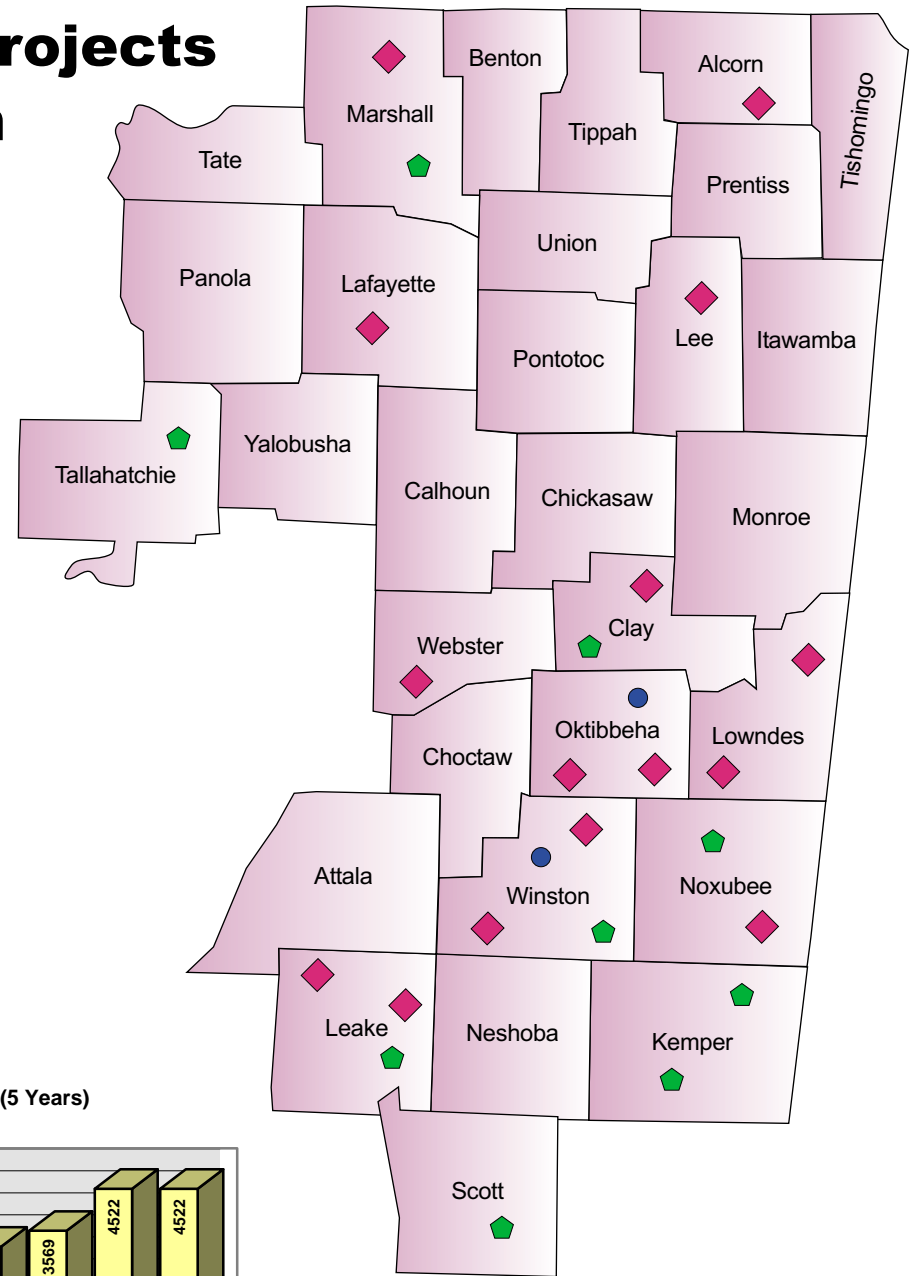 rojects
Benton
Alcorn
Marshall
Tishomingo
Tippah
Tate
Prentiss
Union
Panola
Lafayette
Lee
Itawamba
Pontotoc
Yalobusha
Tallahatchie
Calhoun
Chickasaw
Monroe
Clay
Webster
Oktibbeha
Lowndes
Choctaw
Attala
Winston
Noxubee
Leake
Neshoba
Kemper
(5 Years)
Scott
3569
4522
4522